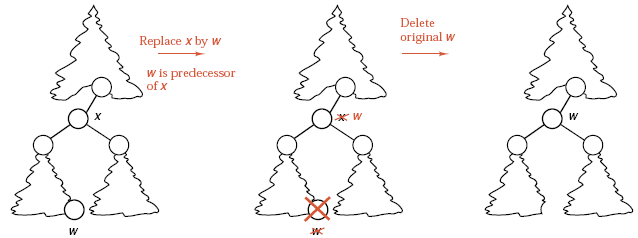 Replace x by w
w is predecessor
of x
x
w
Delete
original w
x w
w
w